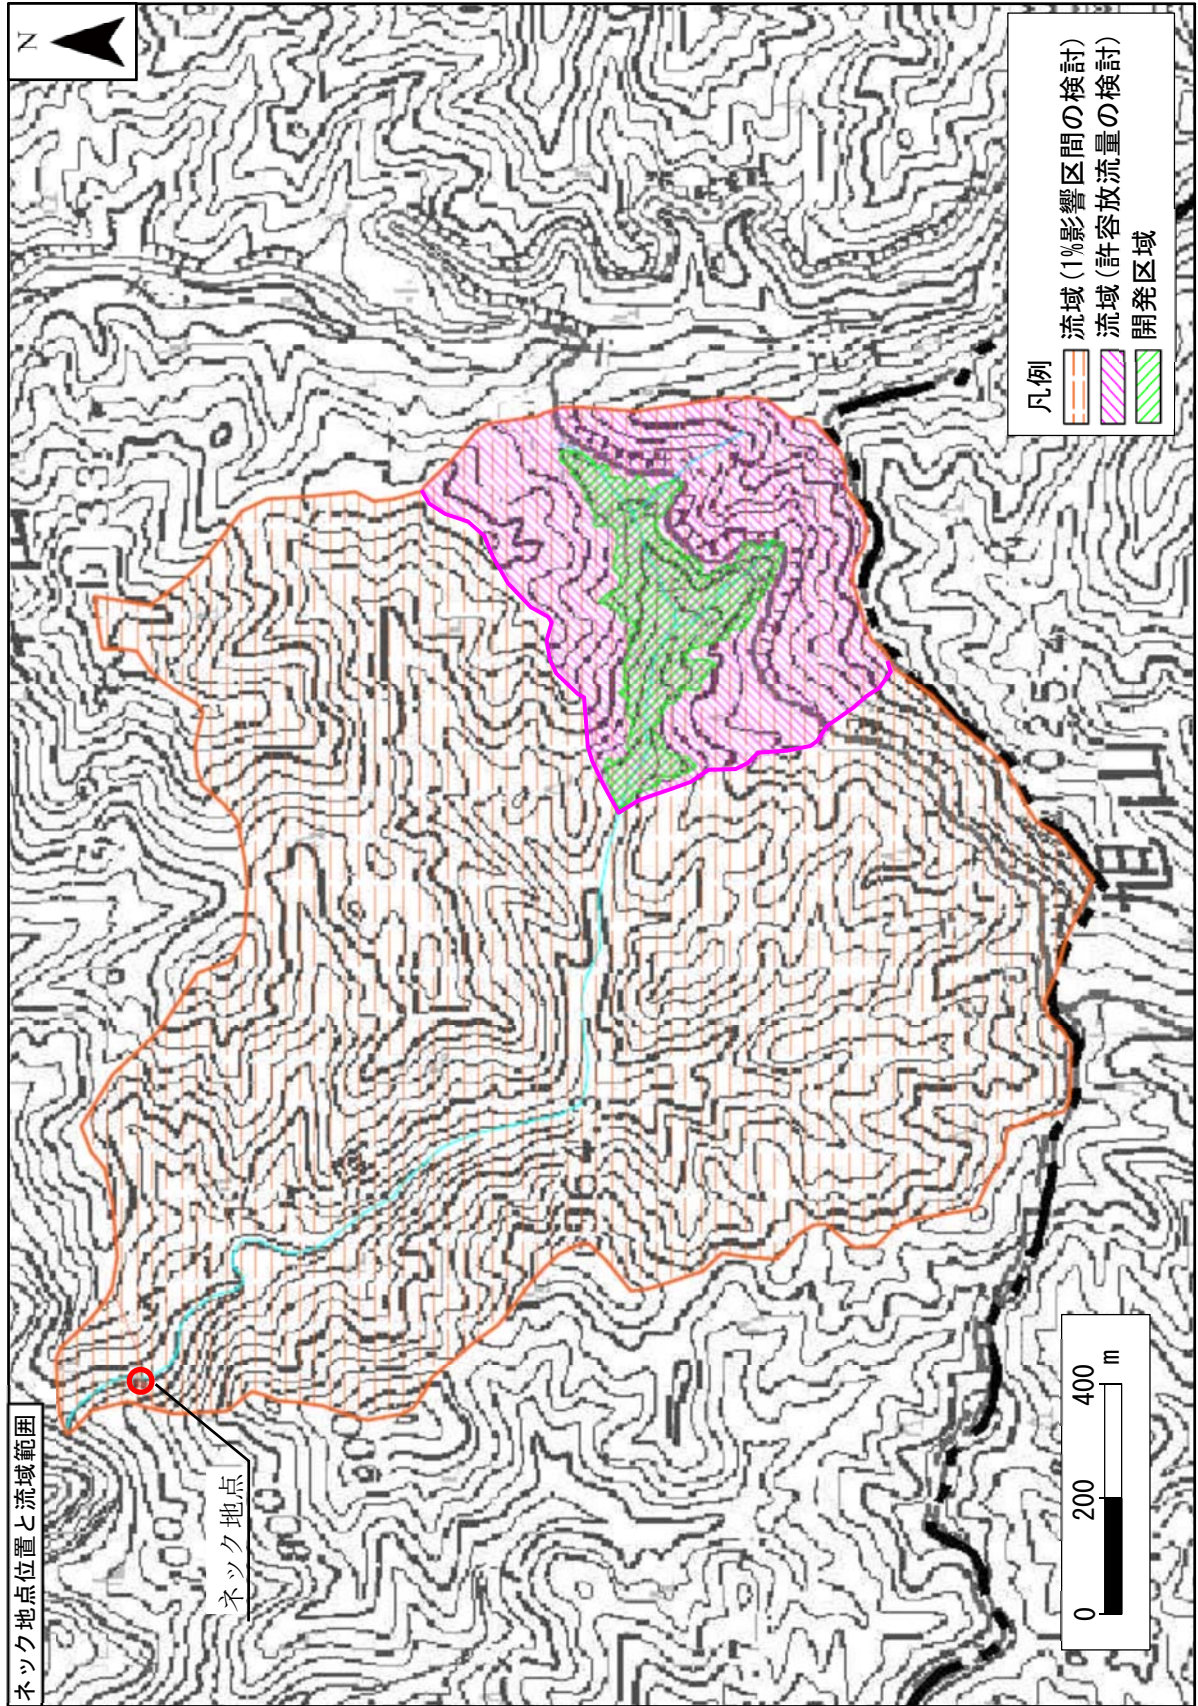 ネック地点位置と流域範囲
N
ネック地点
凡例
流域(1%影響区間の検討)
流域(許容放流量の検討)
開発区域
0 200 400
m